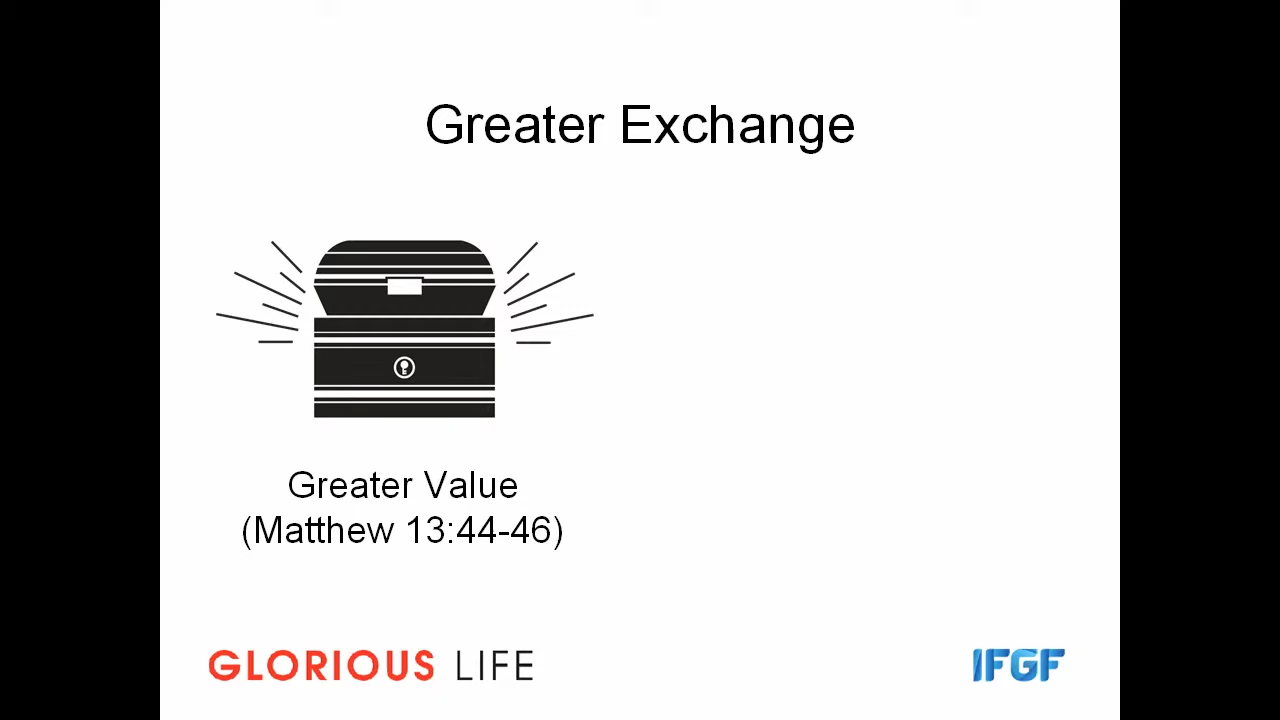 Greater Exchange
Greater Value
(Matthew 13:44-46)
GLORIOUS LIFE
IFGF